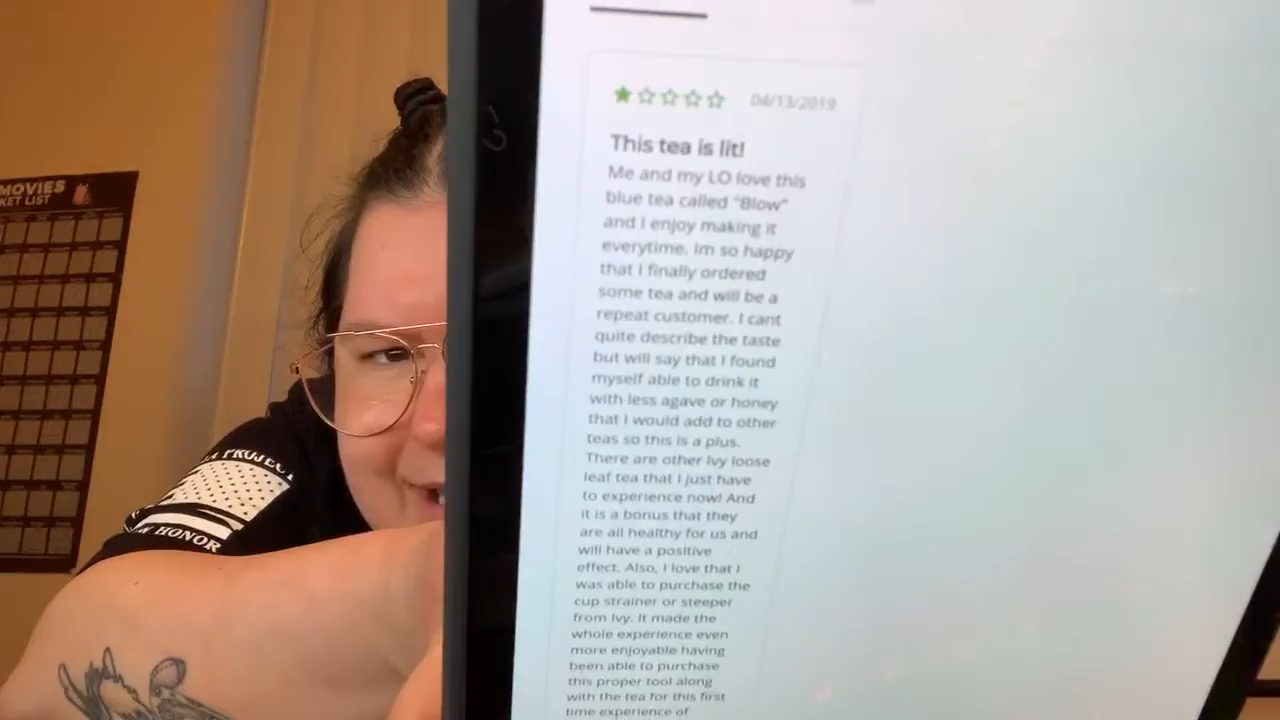 MOVIES
KET LIST
PROJECT
HONOR
04/13/2019
This tea is lit!
Me and my LO love this
blue tea called "Blow"
and I enjoy making it
everytime. Im so happy
that I finally ordered
some tea and will be a
repeat customer. I cant
quite describe the taste
but will say that I found
myself able to drink it
with less agave or honey
that I would add to other
teas so this is a plus.
There are other Ivy loose
leaf tea that I just have
to experience now! And
it is a bonus that they
are all healthy for us and
will have a positive
effect. Also, I love that I
was able to purchase the
cup strainer or steeper
from Ivy. It made the
whole experience even
more enjoyable having
been able to purchase
this proper tool along
with the tea for this first
time experience of